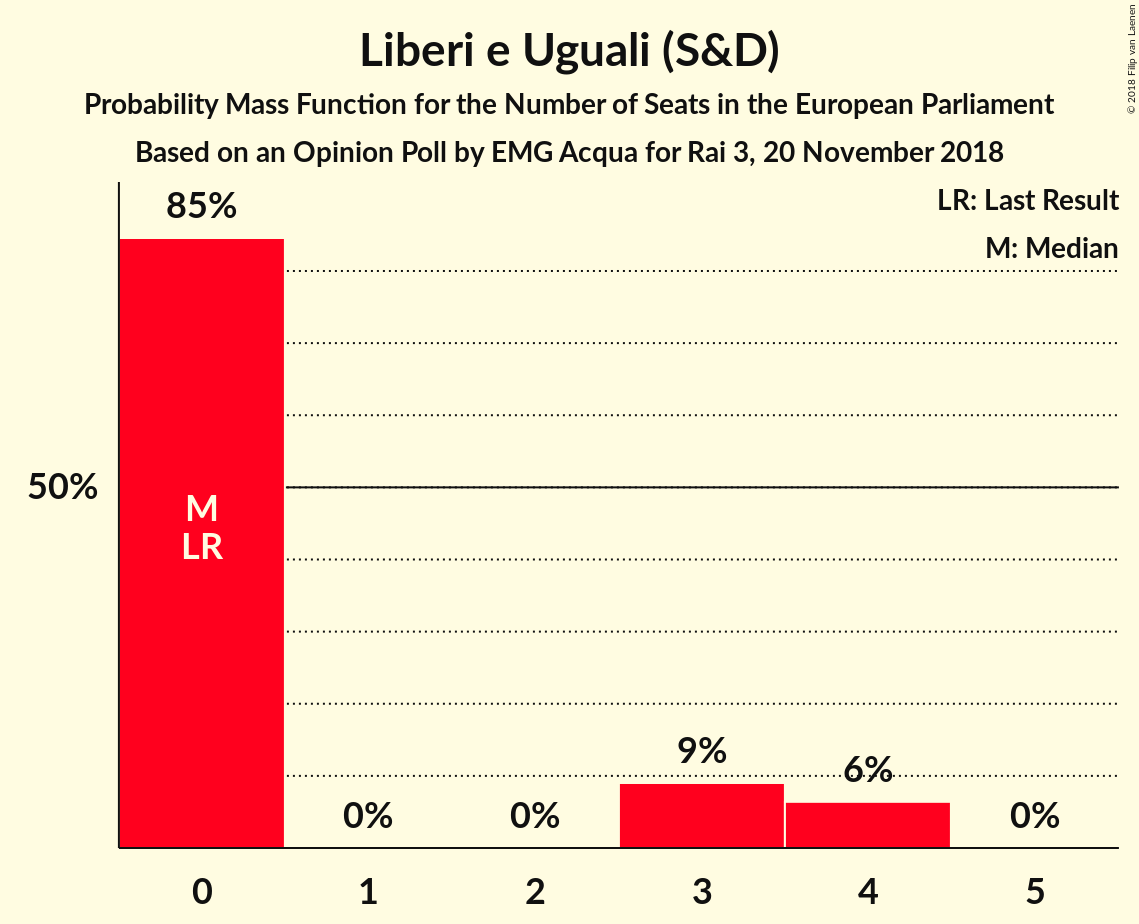 Liberi e Uguali (S&D)
Probability Mass Function for the Number of Seats in the European Parliament
Based on an Opinion Poll by EMG Acqua for Rai 3, 20 November 2018
© 2018 Filip van Laenen
LR: Last Result
M: Median
85%
50%
M
LR
0%
0%
9%
6%
0%
0
1
2
3
4
5